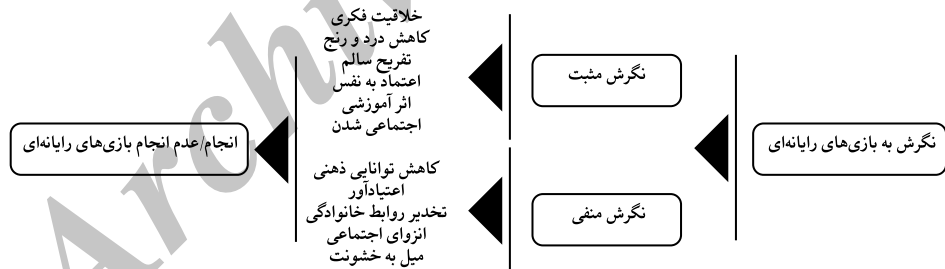 نگرش به بازی‌های رایانه‌ای
نگرش مثبت
خلاقیت فکری
کاهش درد و رنج
تفریح سالم
اعتماد به نفس
اثر آموزشی
اجتماعی شدن
نگرش منفی
کاهش توانایی ذهنی
اعتیادآور
تخدیر روابط خانوادگی
انزوای اجتماعی
میل به خشونت
انجام/عدم انجام بازی‌های رایانه‌ای
Archiv